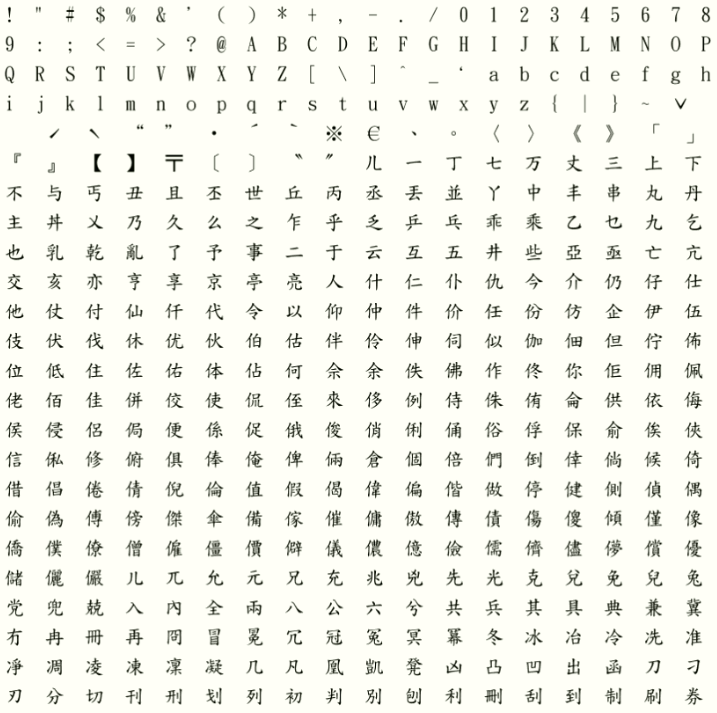 ! " # $ % & ' ( ) * + , - . / 0 1 2 3 4 5 6 7 8
9 : ; < = > ? @ A B C D E F G H I J K L M N O P
Q R S T U V W X Y Z [ \ ] ^ _ ‘ a b c d e f g h
i j k l m n o p q r s t u v w x y z { | } ~ ˇ
ˊ ˋ “ ” · ˊ ˋ ※ € 、 。 〈 〉 《 》 「 」
『 』 【 】 〒 〔 〕 〝 〞 ㄦ 一 丁 七 万 丈 三 上 下
不 与 丐 丑 且 丕 世 丘 丙 丞 丟 並 丫 中 丰 串 丸 丹
主 丼 乂 乃 久 么 之 乍 乎 乏 乒 乓 乖 乘 乙 乜 九 乞
也 乳 乾 亂 了 予 事 二 于 云 互 五 井 些 亞 亟 亡 亢
交 亥 亦 亨 享 京 亭 亮 人 什 仁 仆 仇 今 介 仍 仔 仕
他 仗 付 仙 仟 代 令 以 仰 仲 件 价 任 份 仿 企 伊 伍
伎 伏 伐 休 优 伙 伯 估 伴 伶 伸 伺 似 伽 佃 但 佇 佈
位 低 住 佐 佑 体 佔 何 佘 余 佚 佛 作 佟 你 佢 佣 佩
佬 佰 佳 併 佼 使 侃 侄 來 侈 例 侍 侏 侑 侖 供 依 侮
侯 侵 侶 侷 便 係 促 俄 俊 俏 俐 俑 俗 俘 保 俞 俟 俠
信 俬 修 俯 俱 俸 俺 俾 倆 倉 個 倍 們 倒 倖 倘 候 倚
借 倡 倦 倩 倪 倫 值 假 偈 偉 偏 偕 做 停 健 側 偵 偶
偷 偽 傅 傍 傑 傘 備 傢 催 傭 傲 傳 債 傷 傻 傾 僅 像
僑 僕 僚 僧 僱 僵 價 僻 儀 儂 億 儉 儒 儕 儘 儚 償 優
儲 儷 儼 儿 兀 允 元 兄 充 兆 兇 先 光 克 兌 免 兒 兔
党 兜 兢 入 內 全 兩 八 公 六 兮 共 兵 其 具 典 兼 冀
冇 冉 冊 再 冏 冒 冕 冗 冠 冤 冥 冪 冬 冰 冶 冷 冼 准
凈 凋 凌 凍 凜 凝 几 凡 凰 凱 凳 凶 凸 凹 出 函 刀 刁
刃 分 切 刊 刑 划 列 初 判 別 刨 利 刪 刮 到 制 刷 券